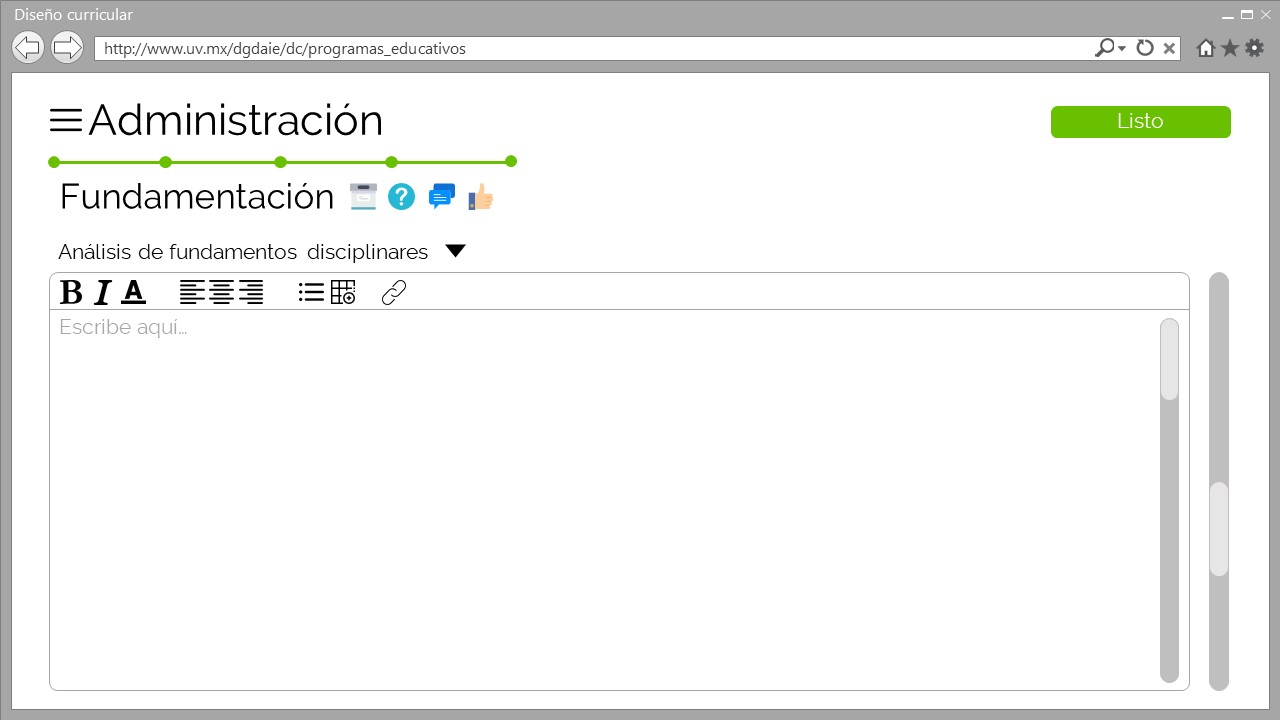 Diseño curricular
http://www.uv.mx/dgdaie/dc/programas_educativos
Administración
Listo
Fundamentación
Análisis de fundamentos disciplinares
B I A
Escribe aquí...